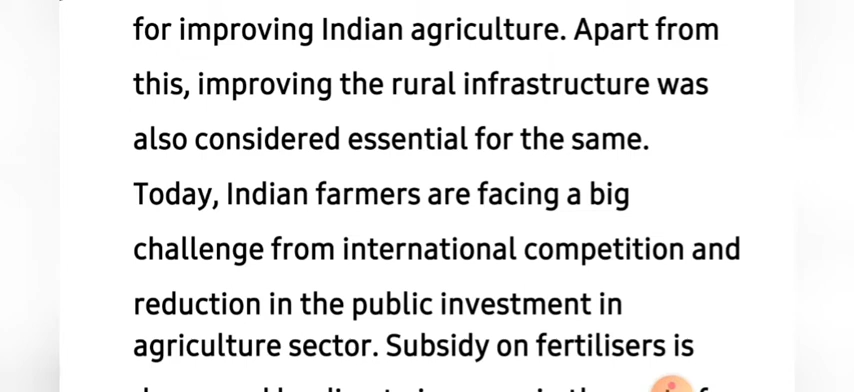 for improving Indian agriculture. Apart from
this, improving the rural infrastructure was
also considered essential for the same.
Today, Indian farmers are facing a big
challenge from international competition and
reduction in the public investment in
agriculture sector. Subsidy on fertilisers is